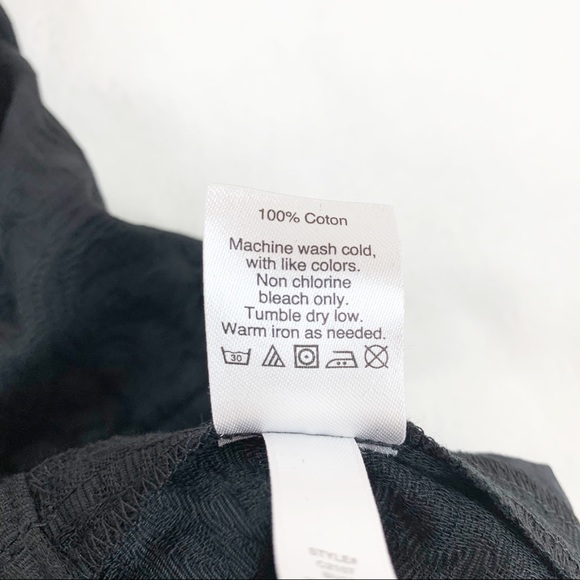 100% Coton
Machine wash cold,
with like colors.
Non chlorine
bleach only.
Tumble dry low.
Warm iron as needed.
30
STYLE#